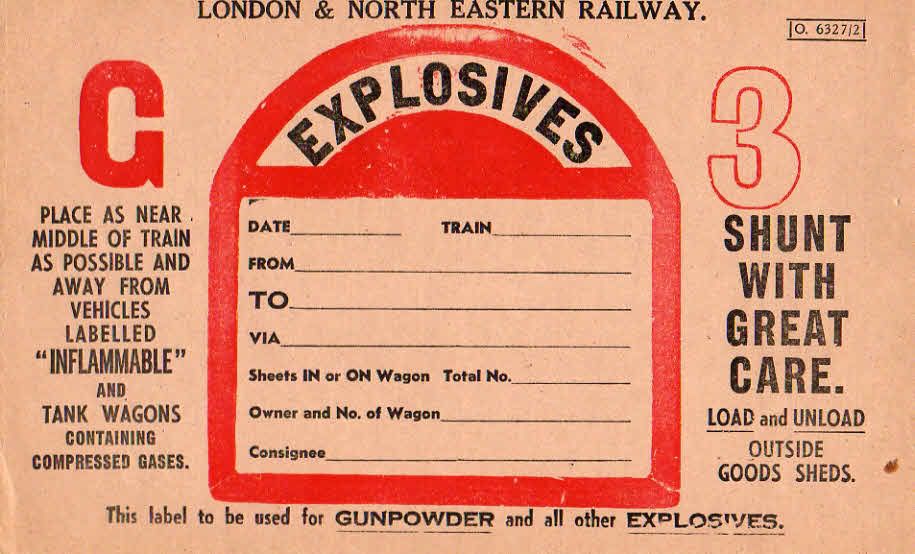 LONDON & NORTH EASTERN RAILWAY.
O. 6327/2
G
EXPLOSIVES
3
PLACE AS NEAR
MIDDLE OF TRAIN
AS POSSIBLE AND
AWAY FROM
VEHICLES
LABELLED
"INFLAMMABLE"
AND
TANK WAGONS
CONTAINING
COMPRESSED GASES.
DATE TRAIN
FROM
TO
VIA
Sheets IN or ON Wagon Total No.
Owner and No. of Wagon
Consignee
SHUNT
WITH
GREAT
CARE.
LOAD and UNLOAD
OUTSIDE
GOODS SHEDS.
This label to be used for GUNPOWDER and all other EXPLOSIVES.